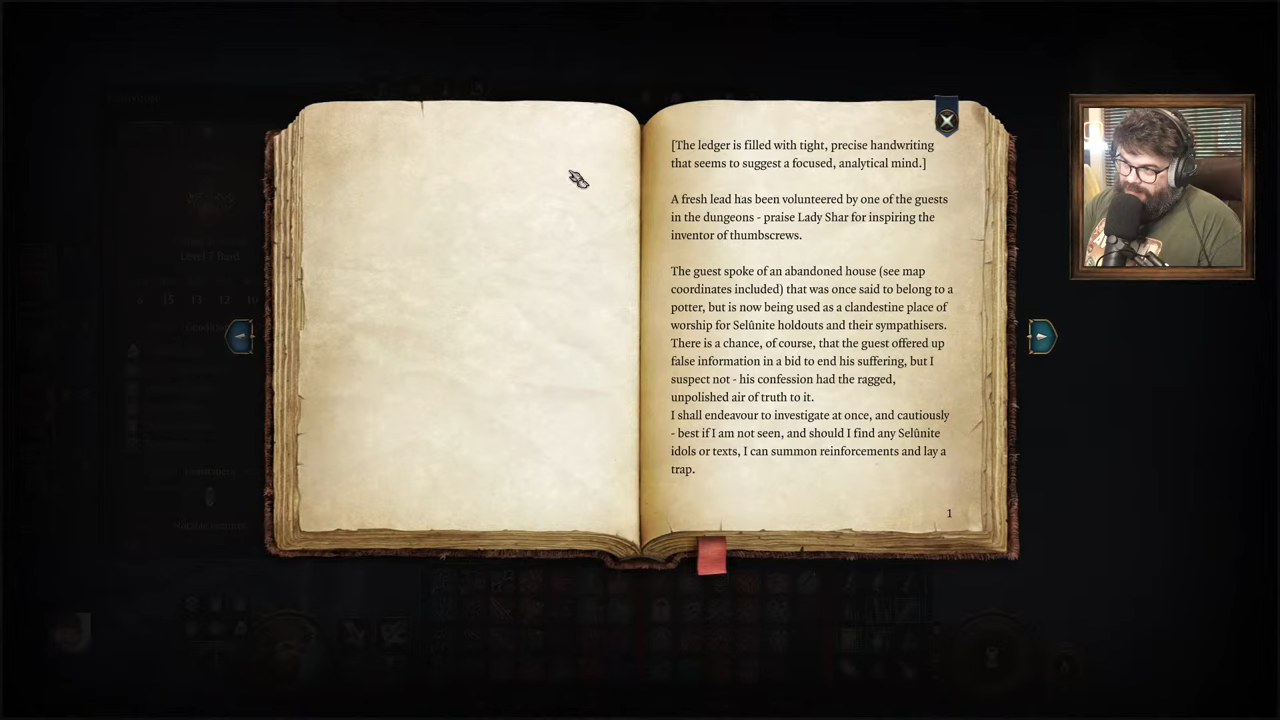 Level 7 Bard
[The ledger is filled with tight, precise handwriting
that seems to suggest a focused, analytical mind.]
A fresh lead has been volunteered by one of the guests
in the dungeons - praise Lady Shar for inspiring the
inventor of thumbscrews.
The guest spoke of an abandoned house (see map
coordinates included) that was once said to belong to a
potter, but is now being used as a clandestine place of
worship for Selûnite holdouts and their sympathisers.
There is a chance, of course, that the guest offered up
false information in a bid to end his suffering, but I
suspect not - his confession had the ragged,
unpolished air of truth to it.
I shall endeavour to investigate at once, and cautiously
- best if I am not seen, and should I find any Selûnite
idols or texts, I can summon reinforcements and lay a
trap.
1